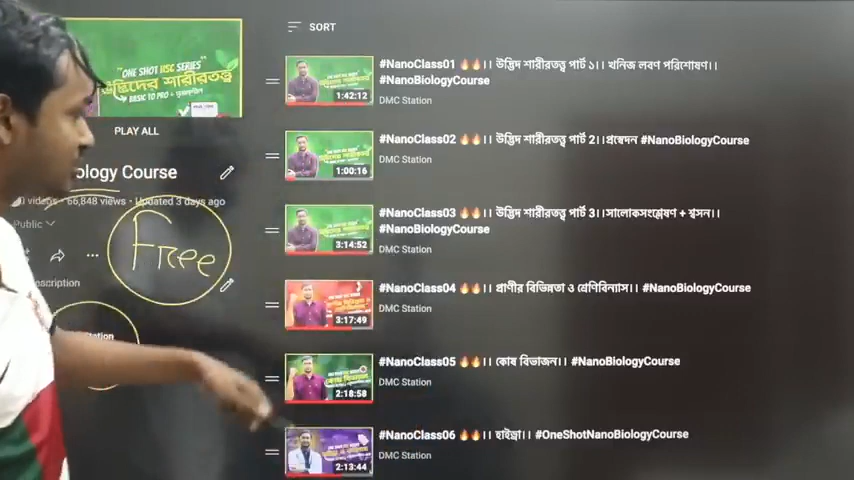 SORT
ONE SHOT HSC SERIES
উদ্ভিদের শারীরতত্ত্ব
BASIC TO PRO
PLAY ALL
ology Course
videos • 66,848 views • Updated 3 days ago
Public
Free
escription
#NanoClass01 🔥🔥।। উদ্ভিদ শারীরতত্ত্ব পার্ট ১।। খনিজ লবণ পরিশোষণ।।
#NanoBiologyCourse
DMC Station
1:42:12
#NanoClass02 🔥🔥।। উদ্ভিদ শারীরতত্ত্ব পার্ট 2।।প্রস্বেদন #NanoBiologyCourse
DMC Station
1:00:16
#NanoClass03 🔥🔥।। উদ্ভিদ শারীরতত্ত্ব পার্ট 3।।সালোকসংশ্লেষণ + শ্বসন।।
#NanoBiologyCourse
DMC Station
3:14:52
#NanoClass04 🔥🔥।। প্রাণীর বিভিন্নতা ও শ্রেণিবিন্যাস।। #NanoBiologyCourse
DMC Station
3:17:49
#NanoClass05 🔥🔥।। কোষ বিভাজন।। #NanoBiologyCourse
DMC Station
2:18:58
#NanoClass06 🔥🔥।। হাইড্রা।। #OneShotNanoBiologyCourse
DMC Station
2:13:44